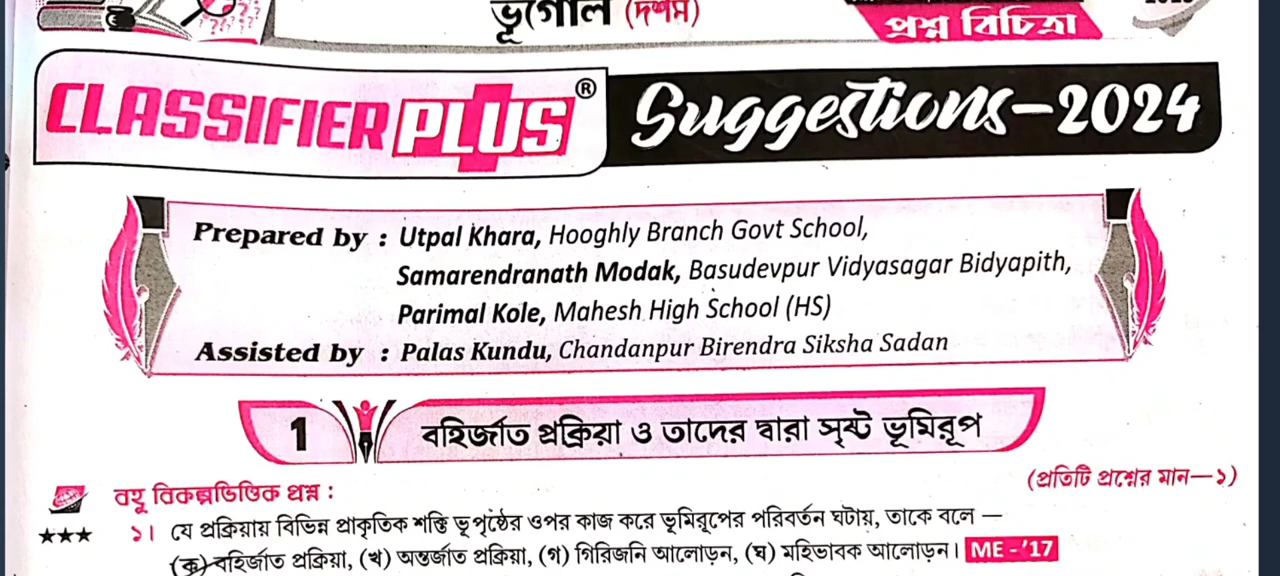 ভূগোল (দশম)
প্রশ্ন বিচিত্রা
CLASSIFIER PLUS® Suggestions-2024
Prepared by : Utpal Khara, Hooghly Branch Govt School,
Samarendranath Modak, Basudevpur Vidyasagar Bidyapith,
Parimal Kole, Mahesh High School (HS)
Assisted by : Palas Kundu, Chandanpur Birendra Siksha Sadan
1 বহির্জাত প্রক্রিয়া ও তাদের দ্বারা সৃষ্ট ভূমিরূপ
(প্রতিটি প্রশ্নের মান—১)
বহু বিকল্পভিত্তিক প্রশ্ন :
★★★ ১। যে প্রক্রিয়ায় বিভিন্ন প্রাকৃতিক শক্তি ভূপৃষ্ঠের ওপর কাজ করে ভূমিরূপের পরিবর্তন ঘটায়, তাকে বলে —
(ক) বহির্জাত প্রক্রিয়া, (খ) অন্তর্জাত প্রক্রিয়া, (গ) গিরিজনি আলোড়ন, (ঘ) মহিভাবক আলোড়ন। ME - '17